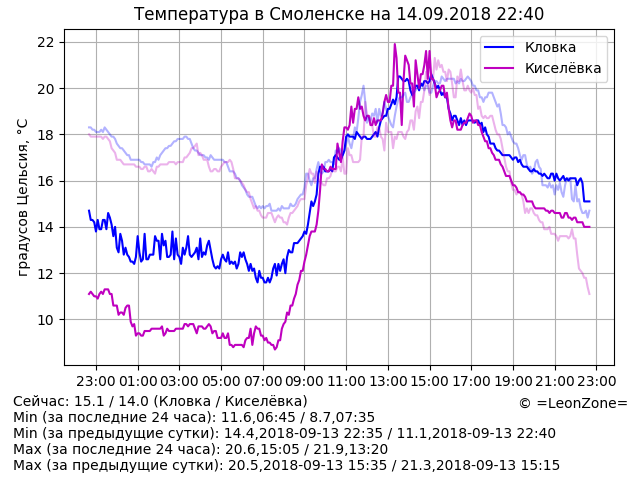 Температура в Смоленске на 14.09.2018 22:40
Кловка
Киселёвка
градусов Цельсия, °C
22
20
18
16
14
12
10
23:00 01:00 03:00 05:00 07:00 09:00 11:00 13:00 15:00 17:00 19:00 21:00 23:00
Сейчас: 15.1 / 14.0 (Кловка / Киселёвка)
© =LeonZone=
Min (за последние 24 часа): 11.6,06:45 / 8.7,07:35
Min (за предыдущие сутки): 14.4,2018-09-13 22:35 / 11.1,2018-09-13 22:40
Max (за последние 24 часа): 20.6,15:05 / 21.9,13:20
Max (за предыдущие сутки): 20.5,2018-09-13 15:35 / 21.3,2018-09-13 15:15